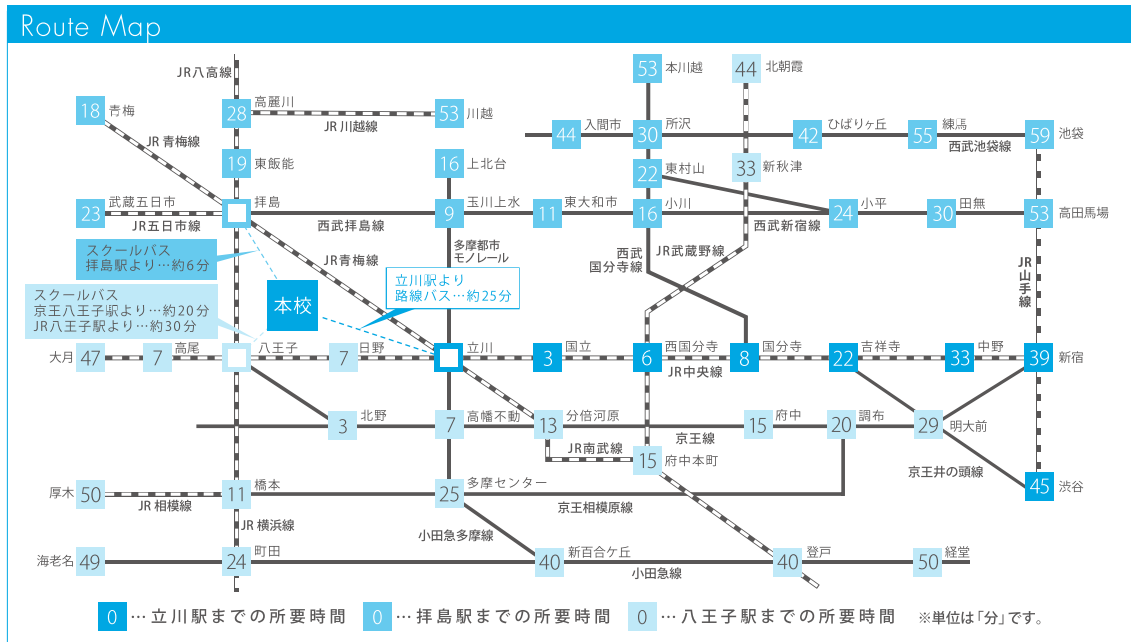 Route Map
JR八高線
44 北朝霞
53 本川越
18 青梅
28 高麗川
53 川越
JR川越線
44 入間市
30 所沢
42 ひばりヶ丘
55 練馬
59 池袋
西武池袋線
JR青梅線
19 東飯能
16 上北台
22 東村山
33 新秋津
23 武蔵五日市
拝島
9 玉川上水
11 東大和市
16 小川
24 小平
30 田無
53 高田馬場
JR五日市線
西武拝島線
西武新宿線
多摩都市
モノレール
西武
国分寺線
JR武蔵野線
JR山手線
スクールバス
拝島駅より…約6分
JR青梅線
立川駅より
路線バス…約25分
本校
スクールバス
京王八王子駅より…約20分
JR八王子駅より…約30分
大月 47
7 高尾
八王子
7 日野
立川
3 国立
6 西国分寺
8 国分寺
22 吉祥寺
33 中野
39 新宿
JR中央線
3 北野
7 高幡不動
13 分倍河原
15 府中
20 調布
29 明大前
京王線
JR南武線
15 府中本町
京王井の頭線
45 渋谷
厚木 50
11 橋本
25 多摩センター
JR相模線
京王相模原線
JR横浜線
小田急多摩線
海老名 49
24 町田
40 新百合ケ丘
40 登戸
50 経堂
小田急線
0 …立川駅までの所要時間 0 …拝島駅までの所要時間 0 …八王子駅までの所要時間 ※単位は「分」です。